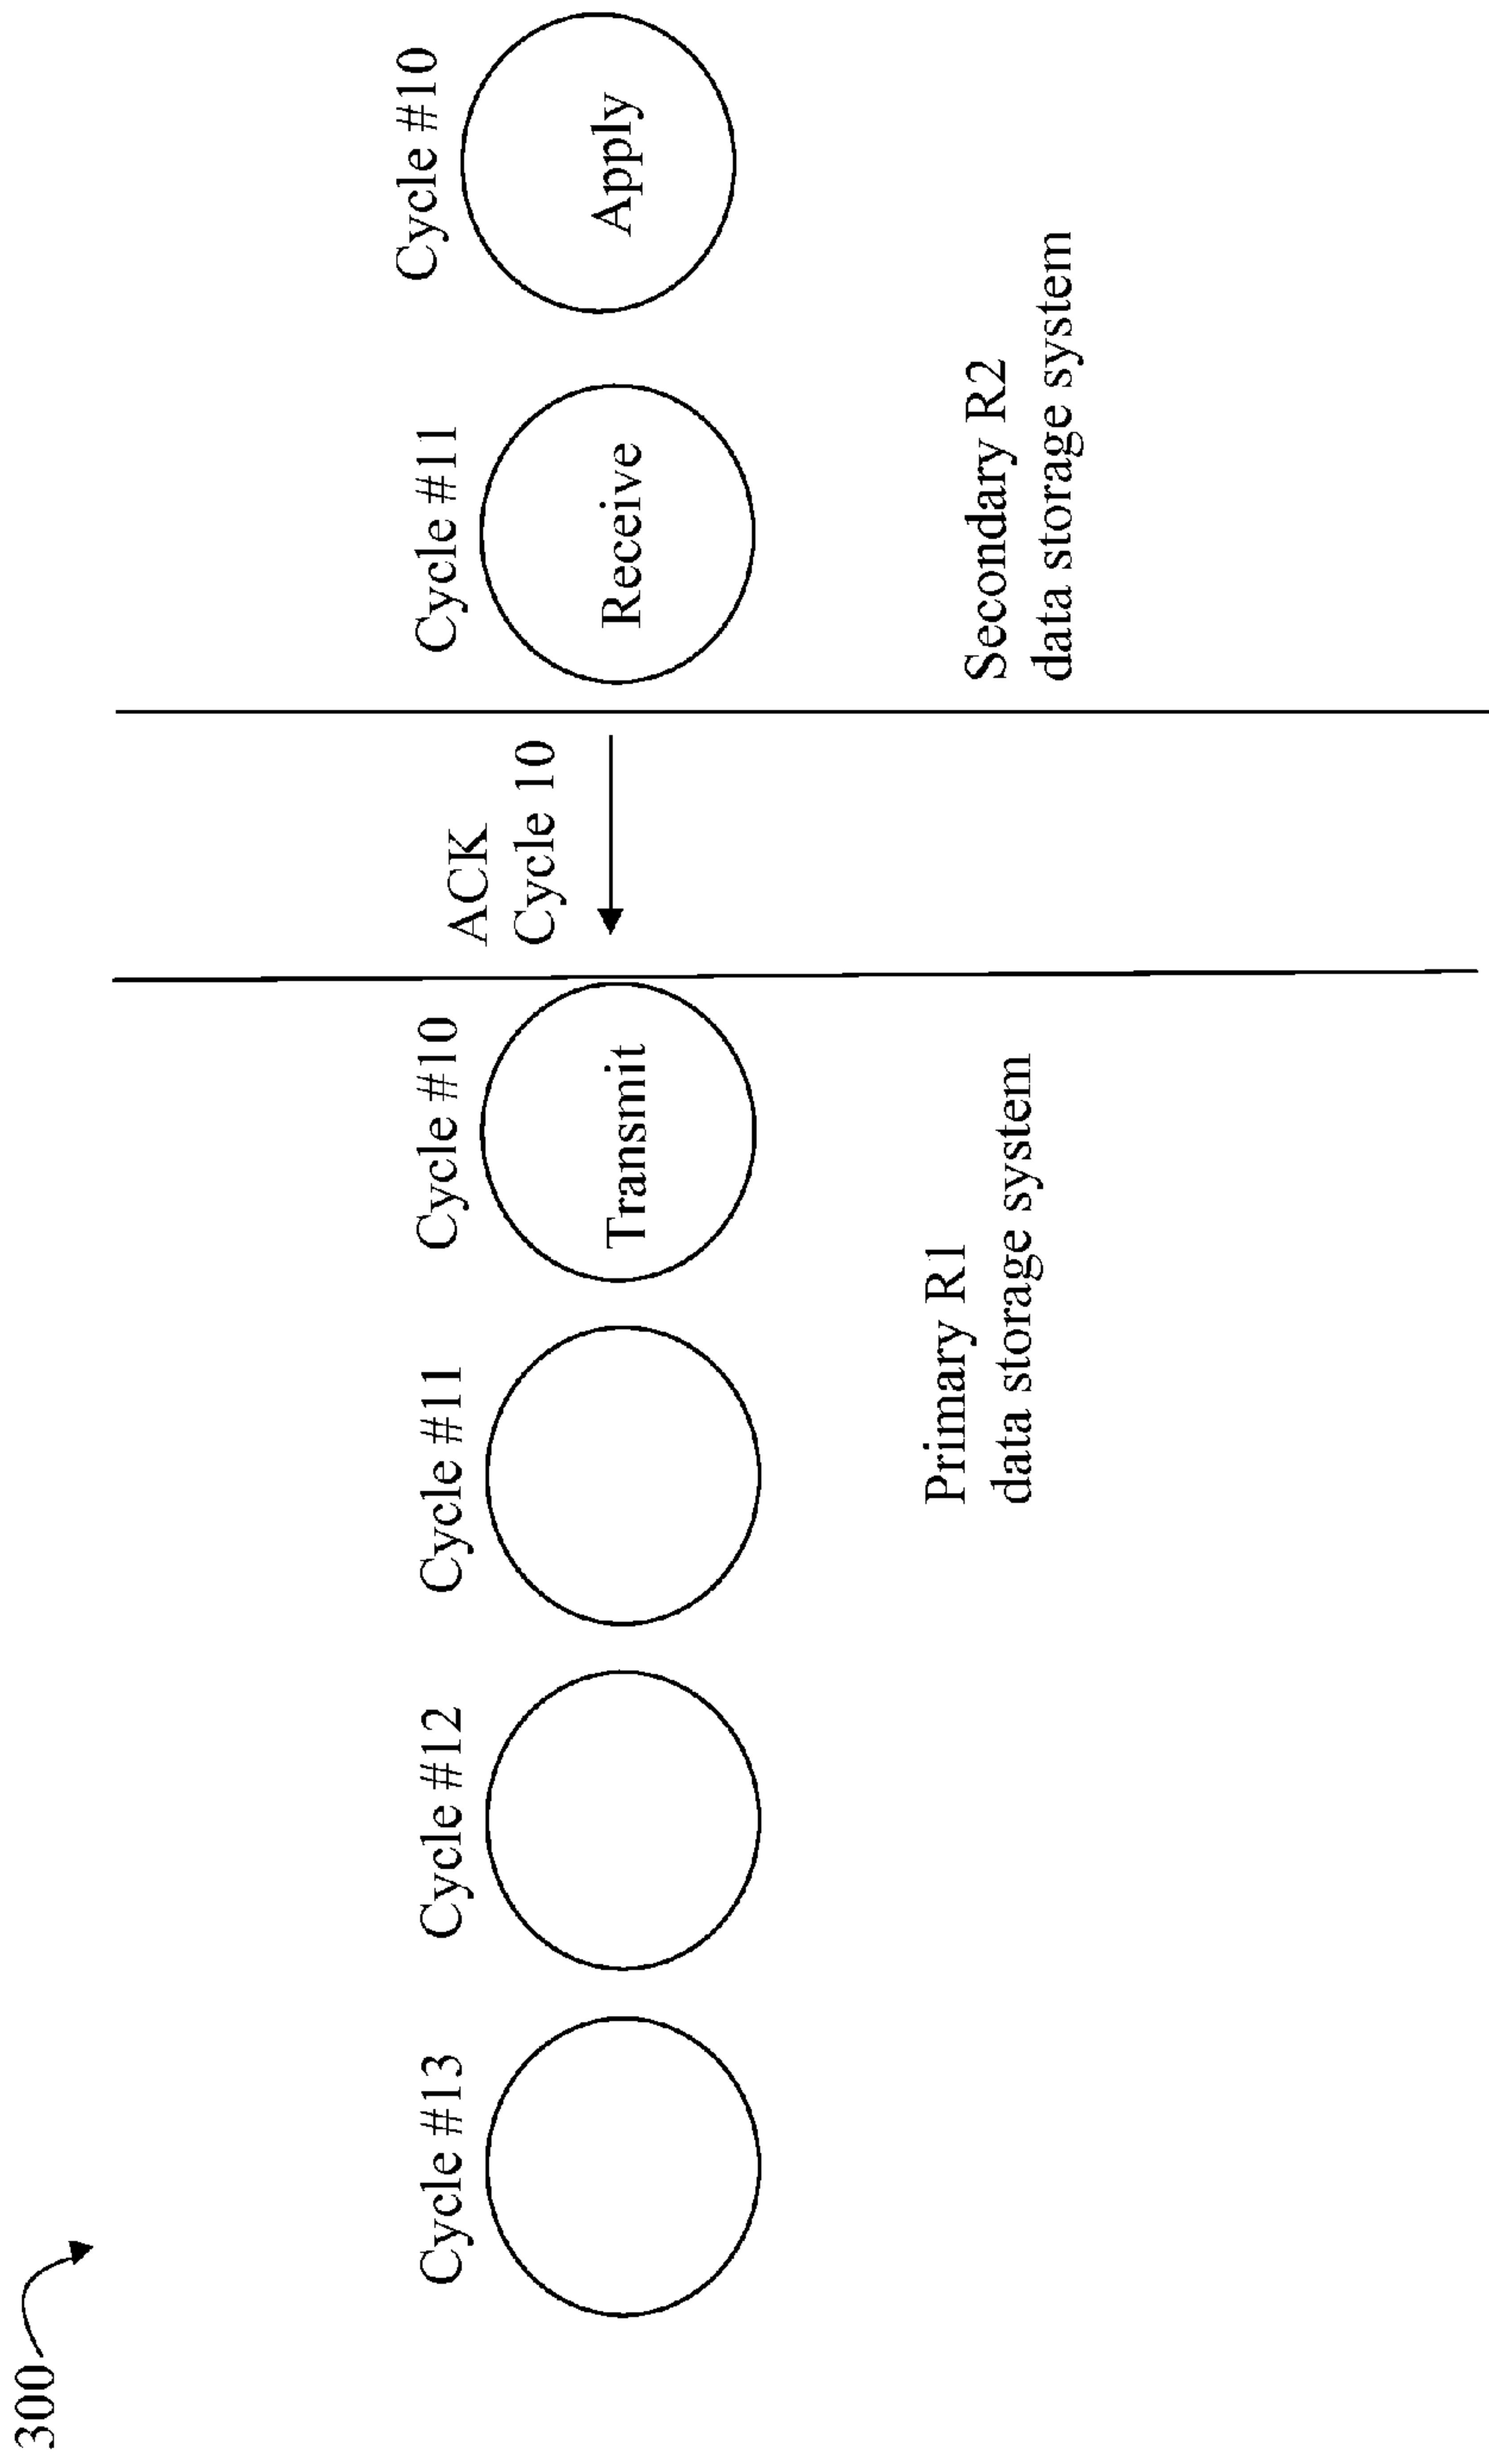 300
Cycle #13
Cycle #12
Cycle #11
Cycle #10
ACK
Cycle 10
Cycle #11
Cycle #10
Transmit
Receive
Apply
Primary R1
data storage system
Secondary R2
data storage system